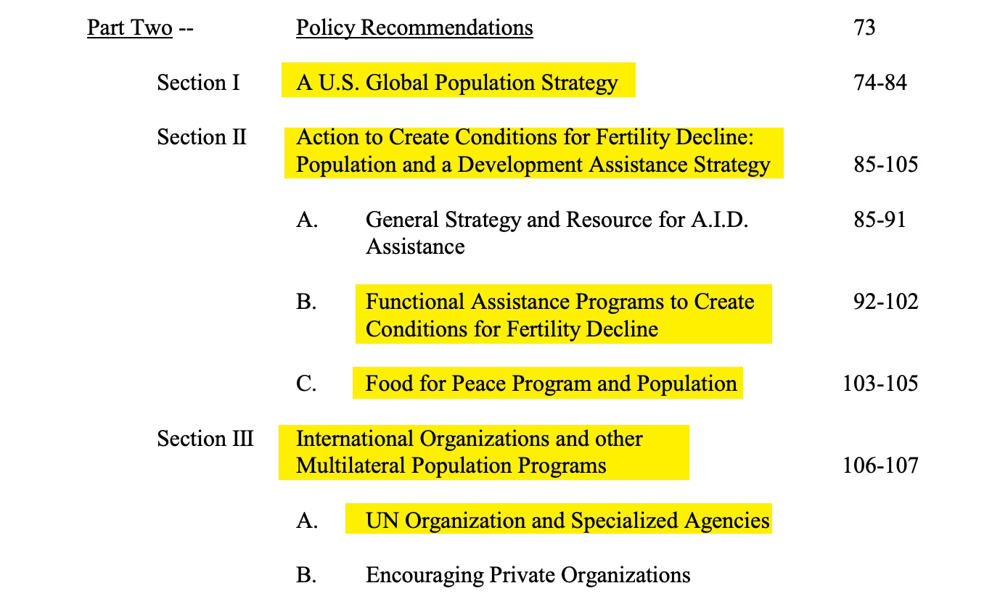 Part Two -- Policy Recommendations 73
Section I A U.S. Global Population Strategy 74-84
Section II Action to Create Conditions for Fertility Decline:
Population and a Development Assistance Strategy 85-105
A. General Strategy and Resource for A.I.D. 85-91
Assistance
B. Functional Assistance Programs to Create 92-102
Conditions for Fertility Decline
C. Food for Peace Program and Population 103-105
Section III International Organizations and other
Multilateral Population Programs 106-107
A. UN Organization and Specialized Agencies
B. Encouraging Private Organizations